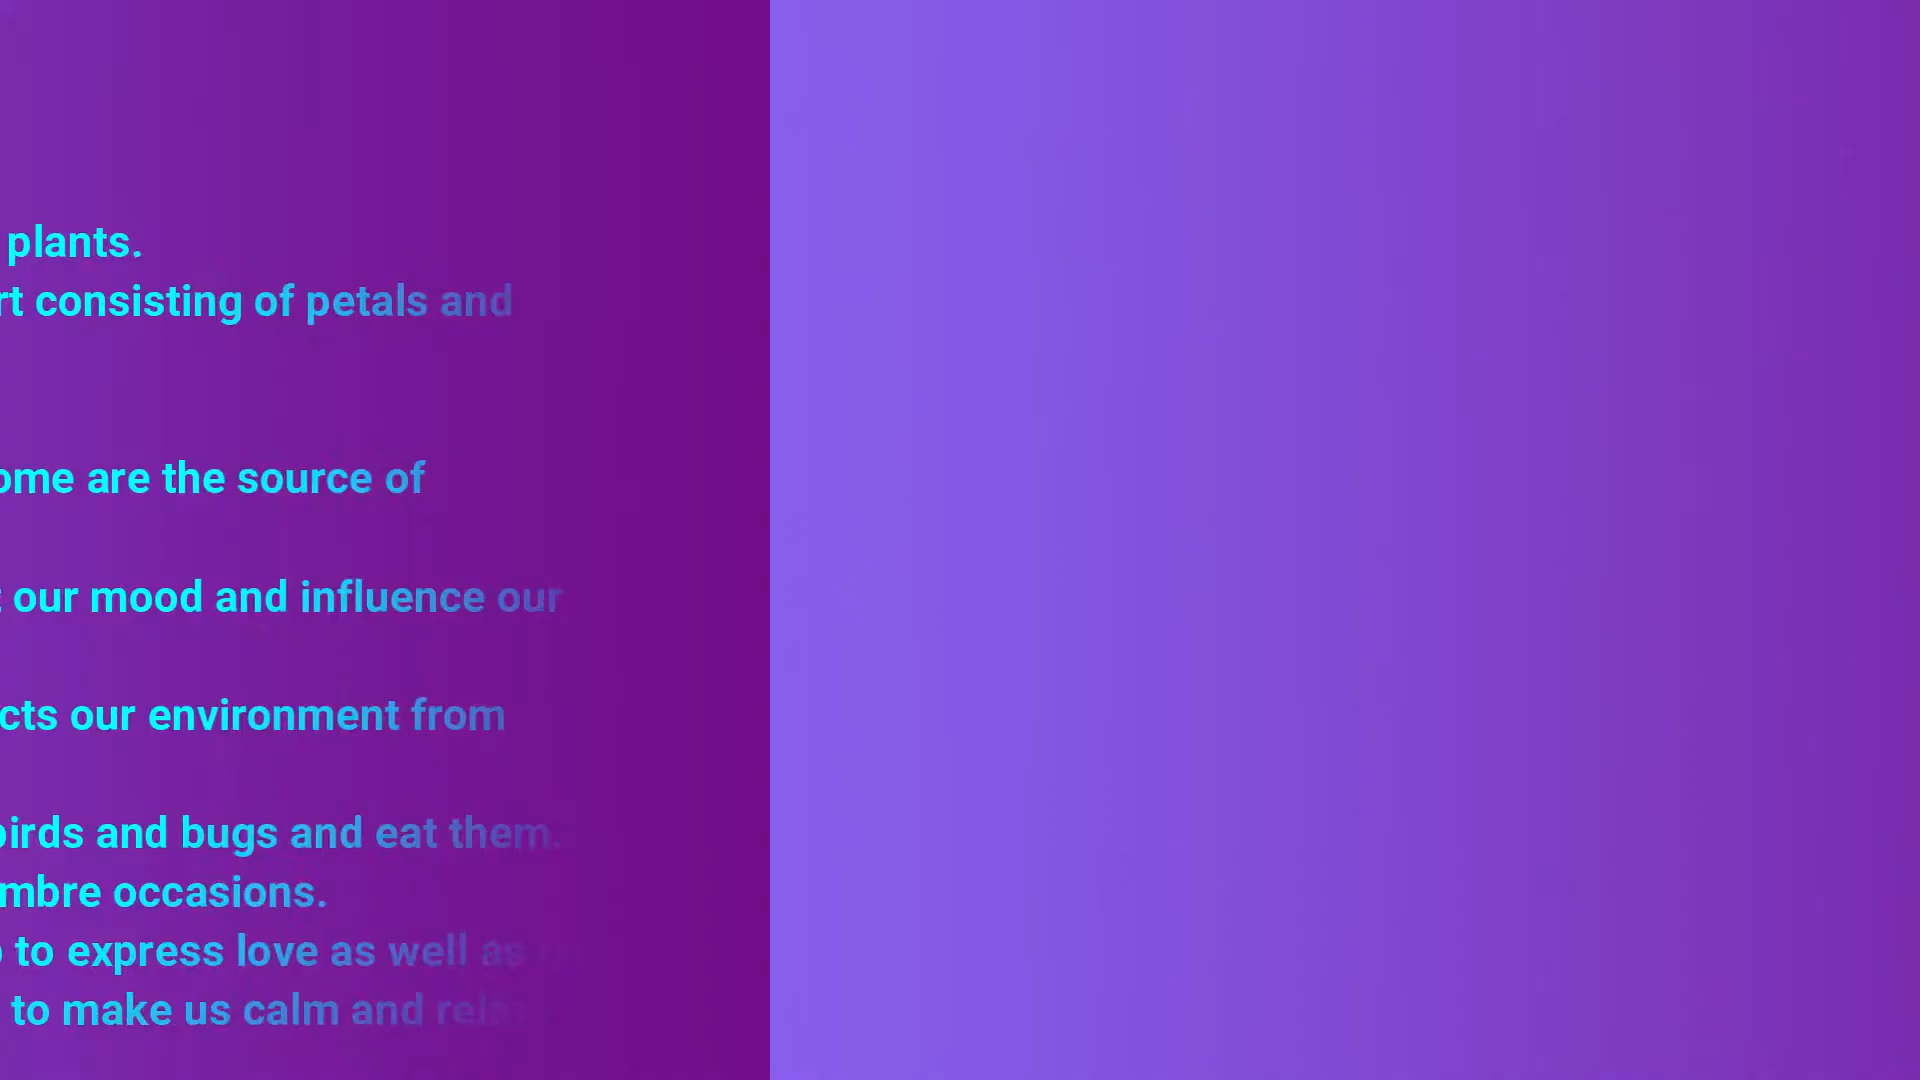 plants.
rt consisting of petals and
ome are the source of
our mood and influence our
cts our environment from
birds and bugs and eat them.
mbre occasions.
to express love as well as
to make us calm and